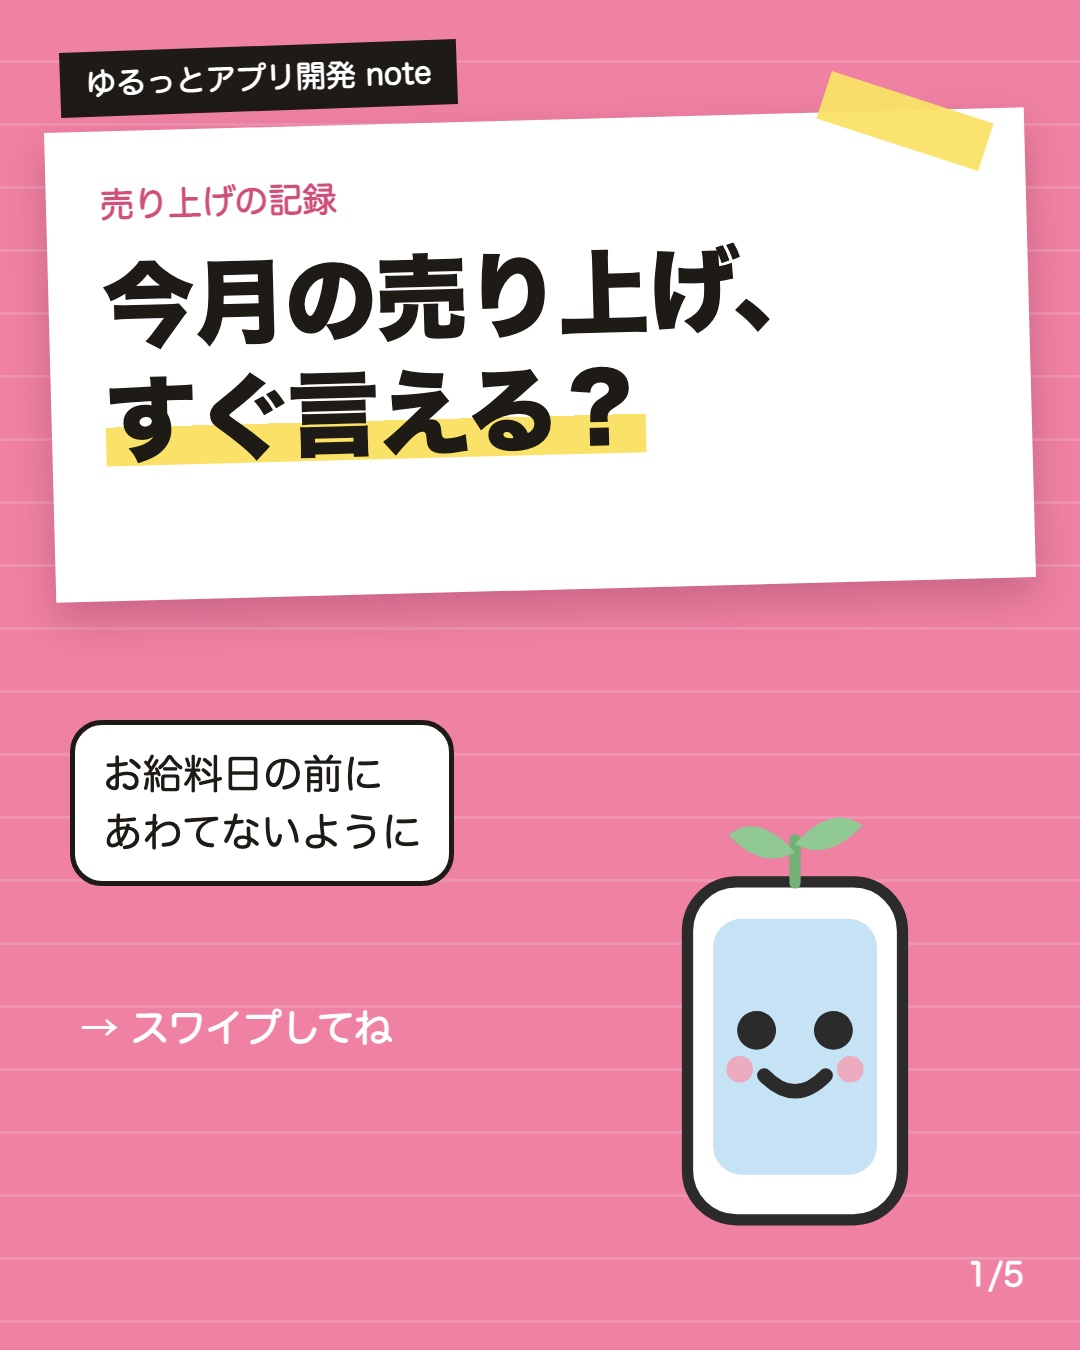 ゆるっとアプリ開発 note
売り上げの記録
今月の売り上げ、
すぐ言える？
お給料日の前に
あわてないように
→ スワイプしてね
1/5